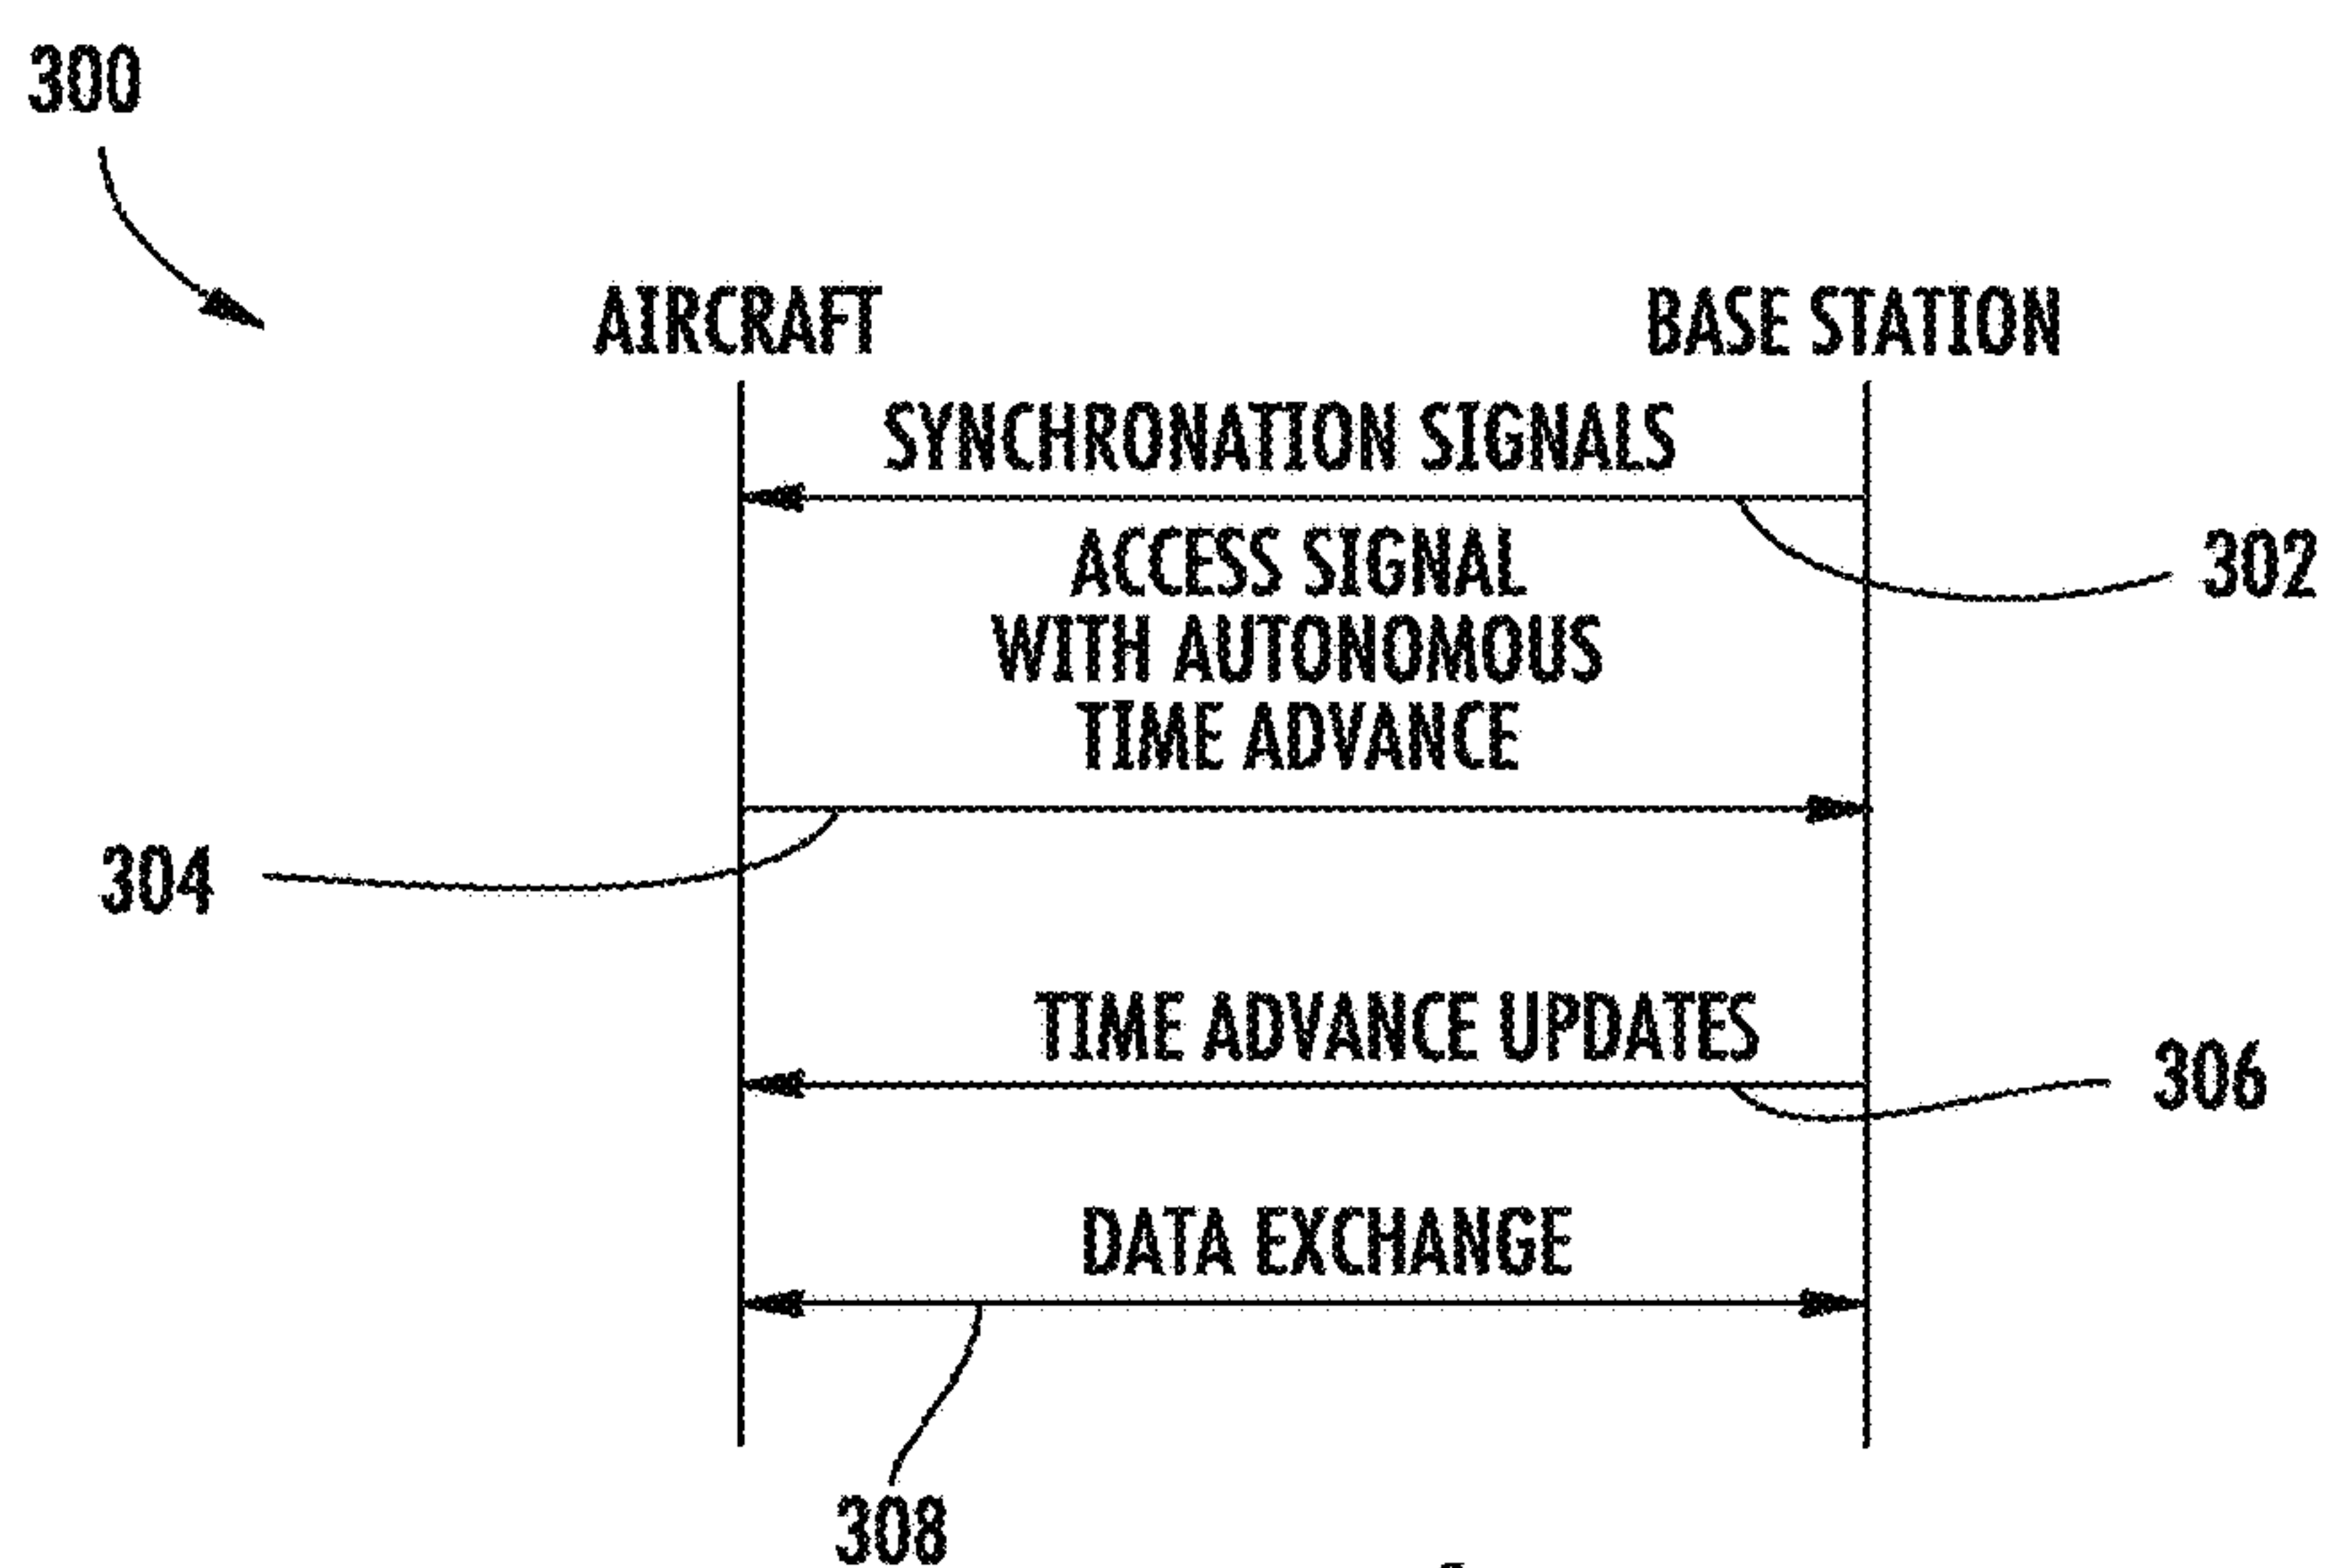 300
AIRCRAFT
BASE STATION
SYNCHRONATION SIGNALS
302
ACCESS SIGNAL
WITH AUTONOMOUS
TIME ADVANCE
304
TIME ADVANCE UPDATES
306
DATA EXCHANGE
308